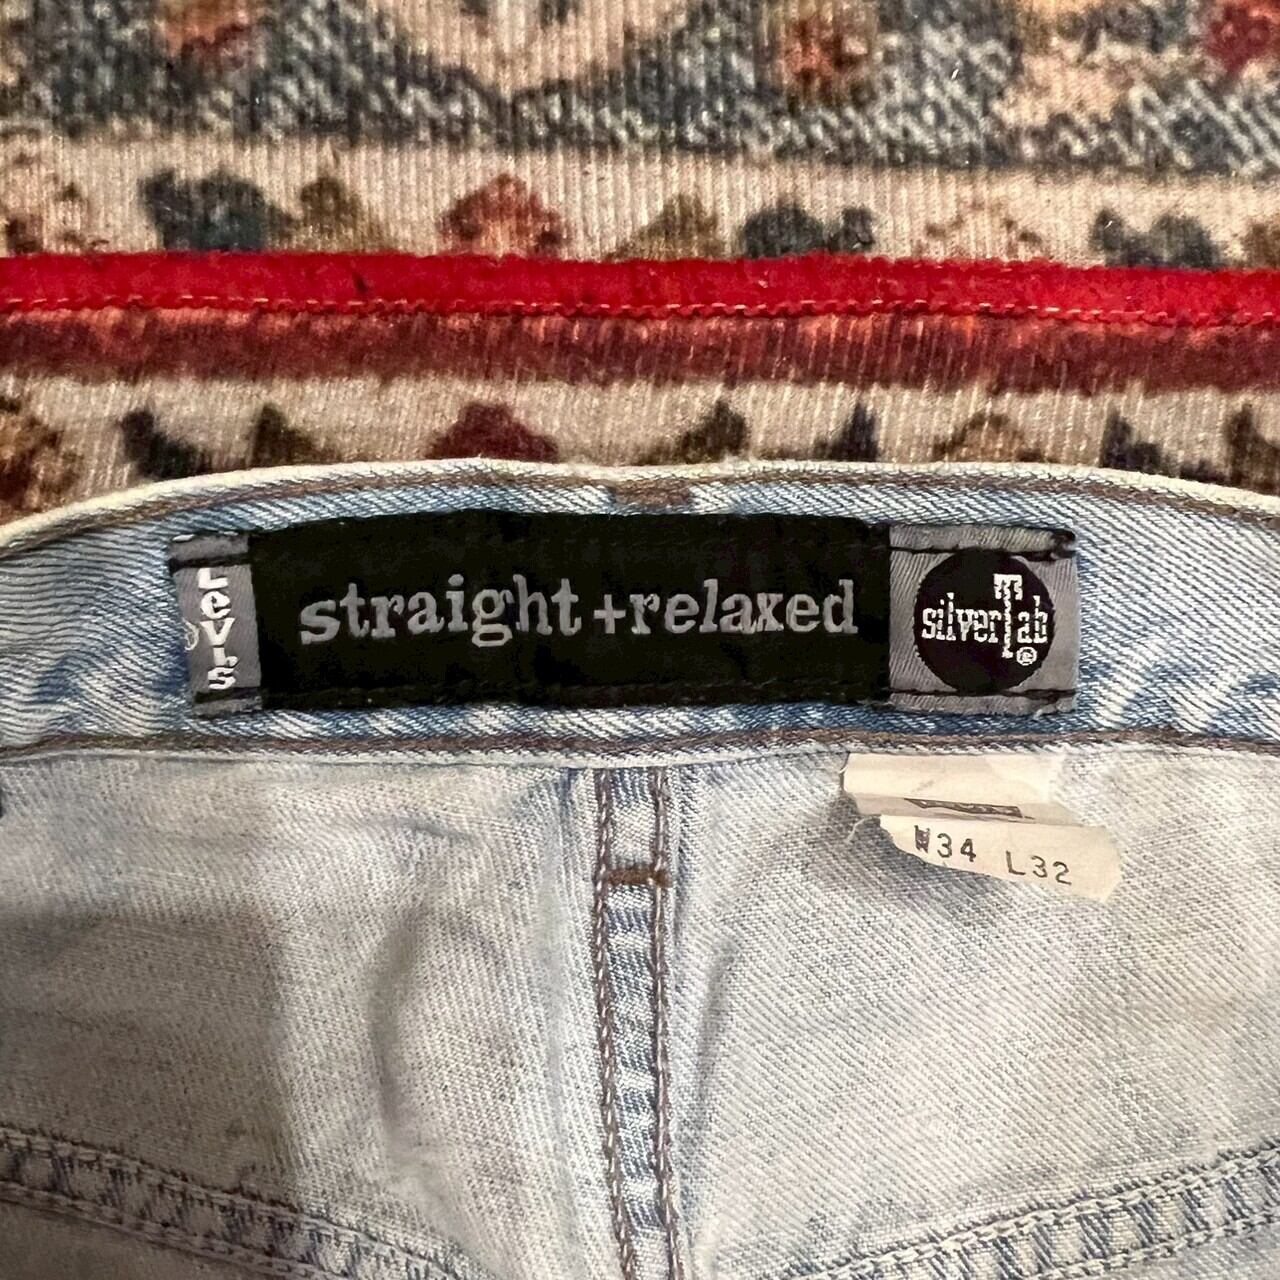 Levi's
straight+relaxed
silverTab®
W34 L32